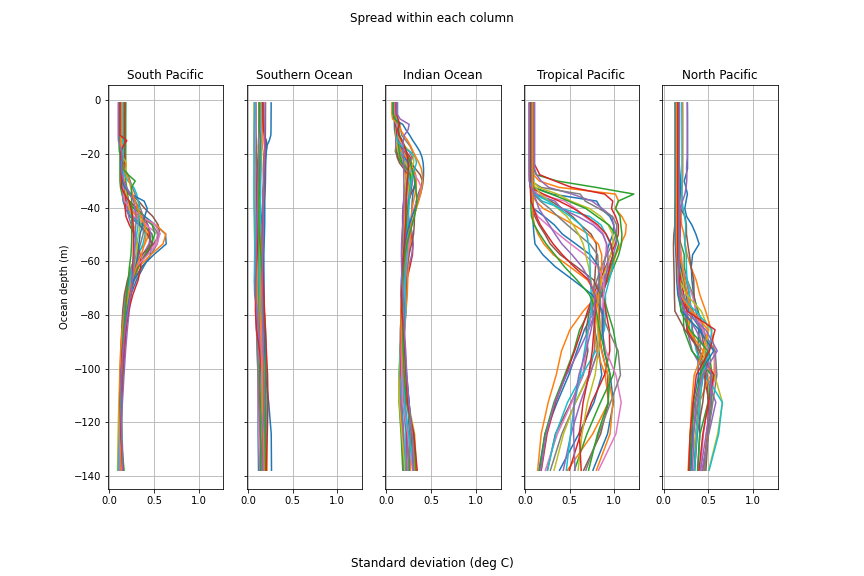 Spread within each column
South Pacific
Southern Ocean
Indian Ocean
Tropical Pacific
North Pacific
Ocean depth (m)
0
−20
−40
−60
−80
−100
−120
−140
0.0 0.5 1.0
0.0 0.5 1.0
0.0 0.5 1.0
0.0 0.5 1.0
0.0 0.5 1.0
Standard deviation (deg C)